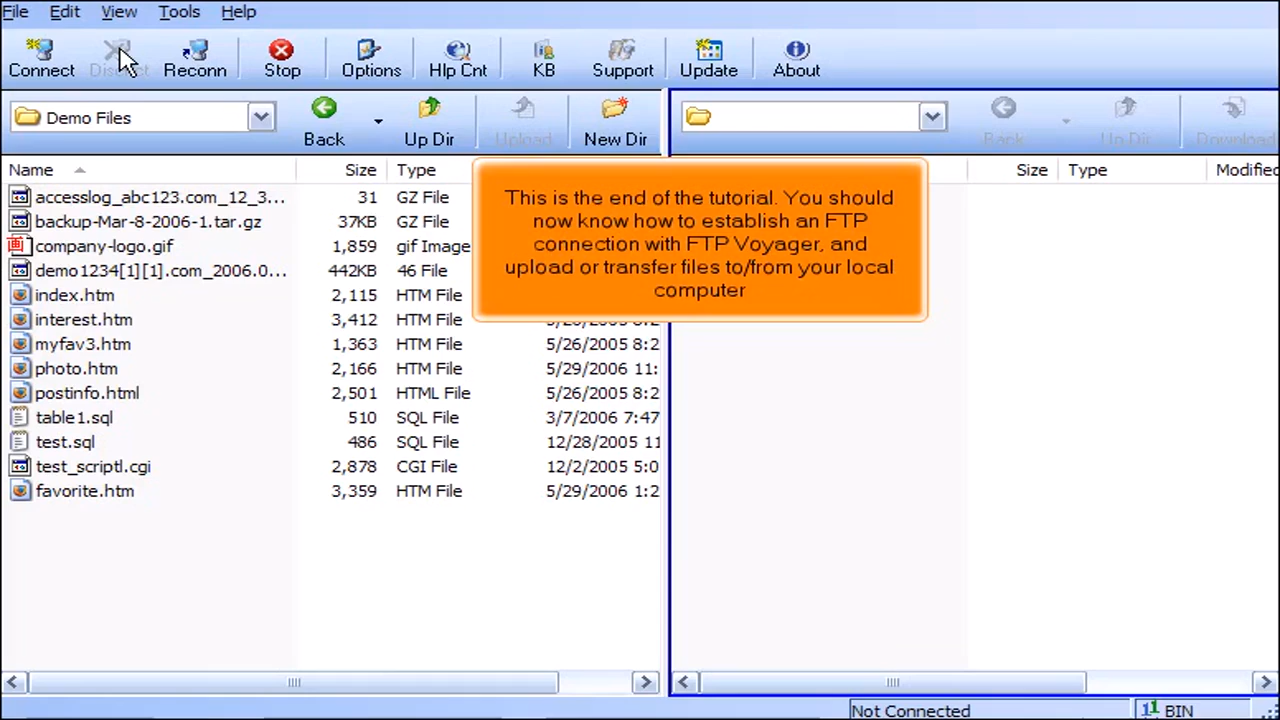 File Edit View Tools Help
Connect Disconnect Reconn Stop Options Hlp Cnt KB Support Update About
Demo Files Back Up Dir Upload New Dir Back Up Dir Download
Name Size Type Size Type Modified
accesslog_abc123.com_12_3... 31 GZ File
backup-Mar-8-2006-1.tar.gz 37KB GZ File
company-logo.gif 1,859 gif Image
demo1234[1][1].com_2006.0... 442KB 46 File
index.htm 2,115 HTM File
interest.htm 3,412 HTM File
myfav3.htm 1,363 HTM File 5/26/2005 8:2
photo.htm 2,166 HTM File 5/29/2006 11:
postinfo.html 2,501 HTML File 5/26/2005 8:2
table1.sql 510 SQL File 3/7/2006 7:47
test.sql 486 SQL File 12/28/2005 11
test_scriptl.cgi 2,878 CGI File 12/2/2005 5:0
favorite.htm 3,359 HTM File 5/29/2006 1:2
This is the end of the tutorial. You should
now know how to establish an FTP
connection with FTP Voyager, and
upload or transfer files to/from your local
computer
Not Connected BIN